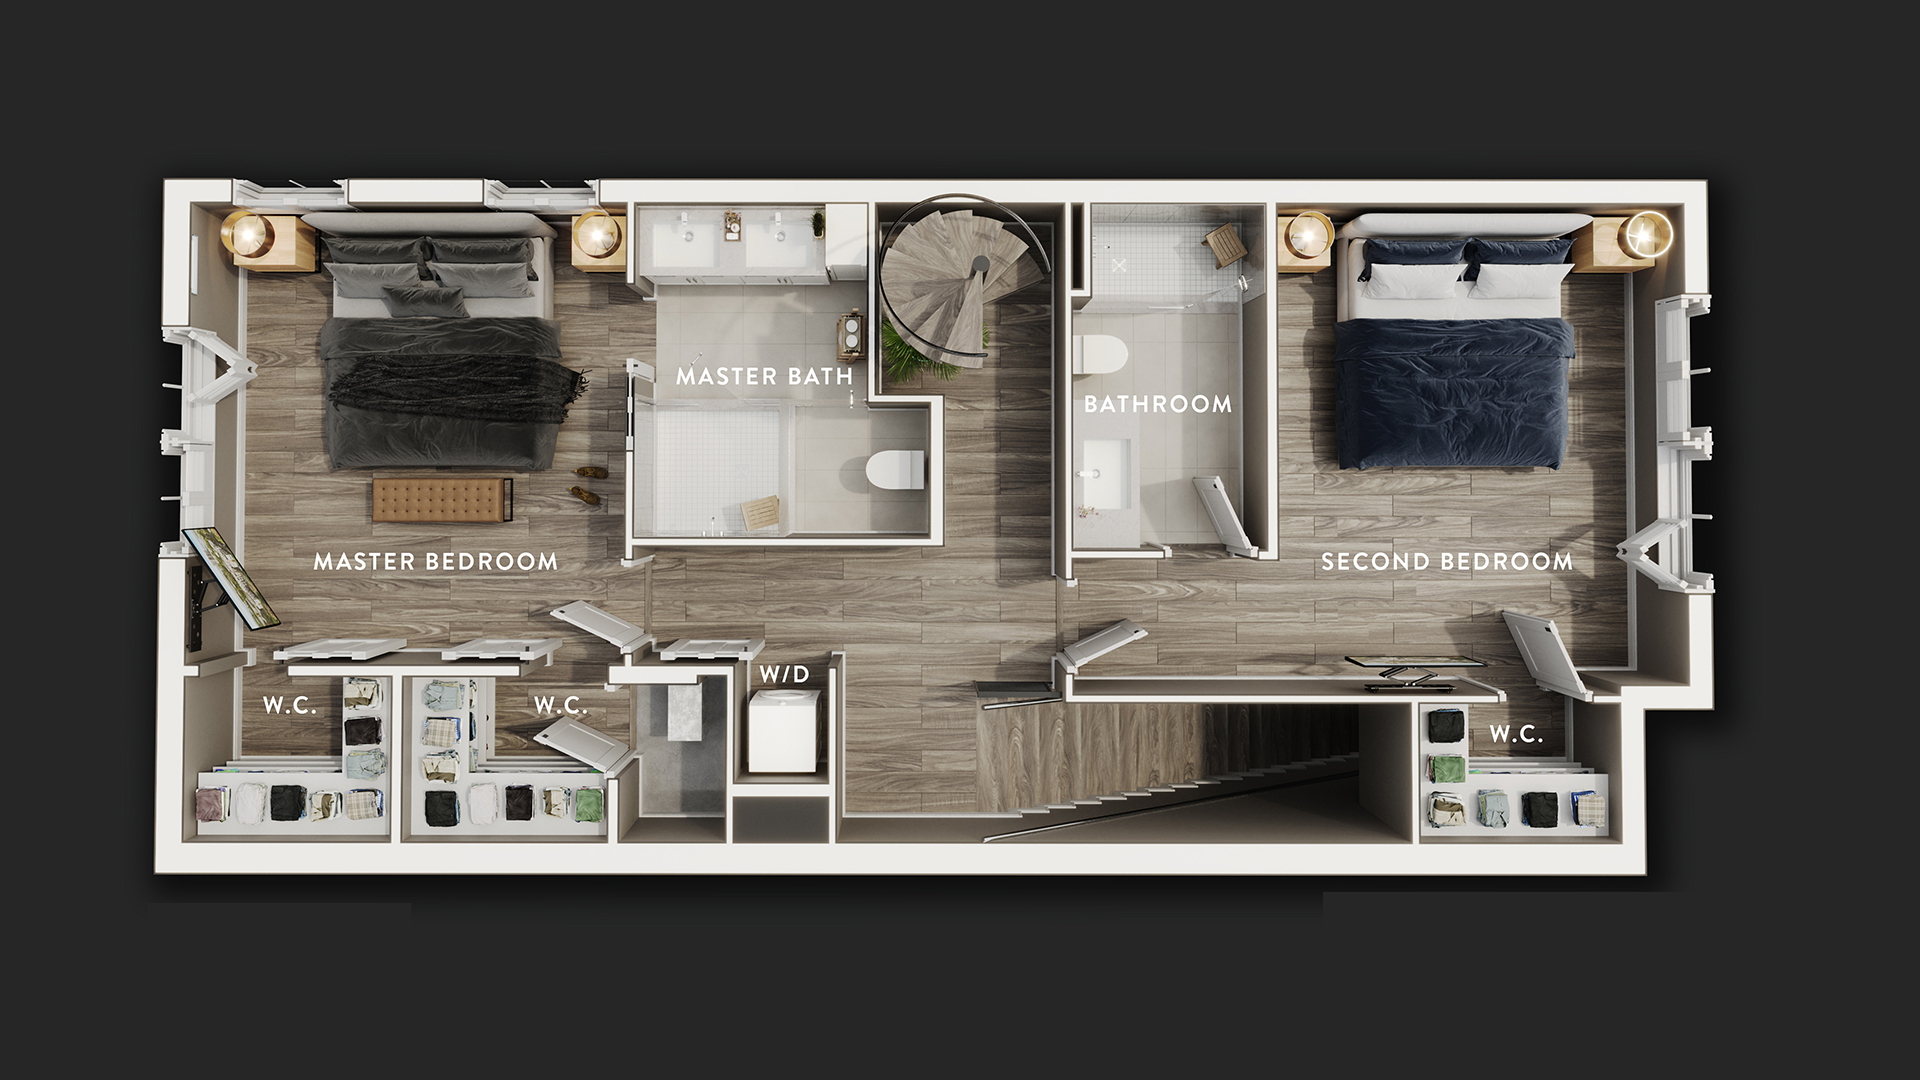 MASTER BATH
BATHROOM
MASTER BEDROOM
SECOND BEDROOM
W/D
W.C.
W.C.
W.C.